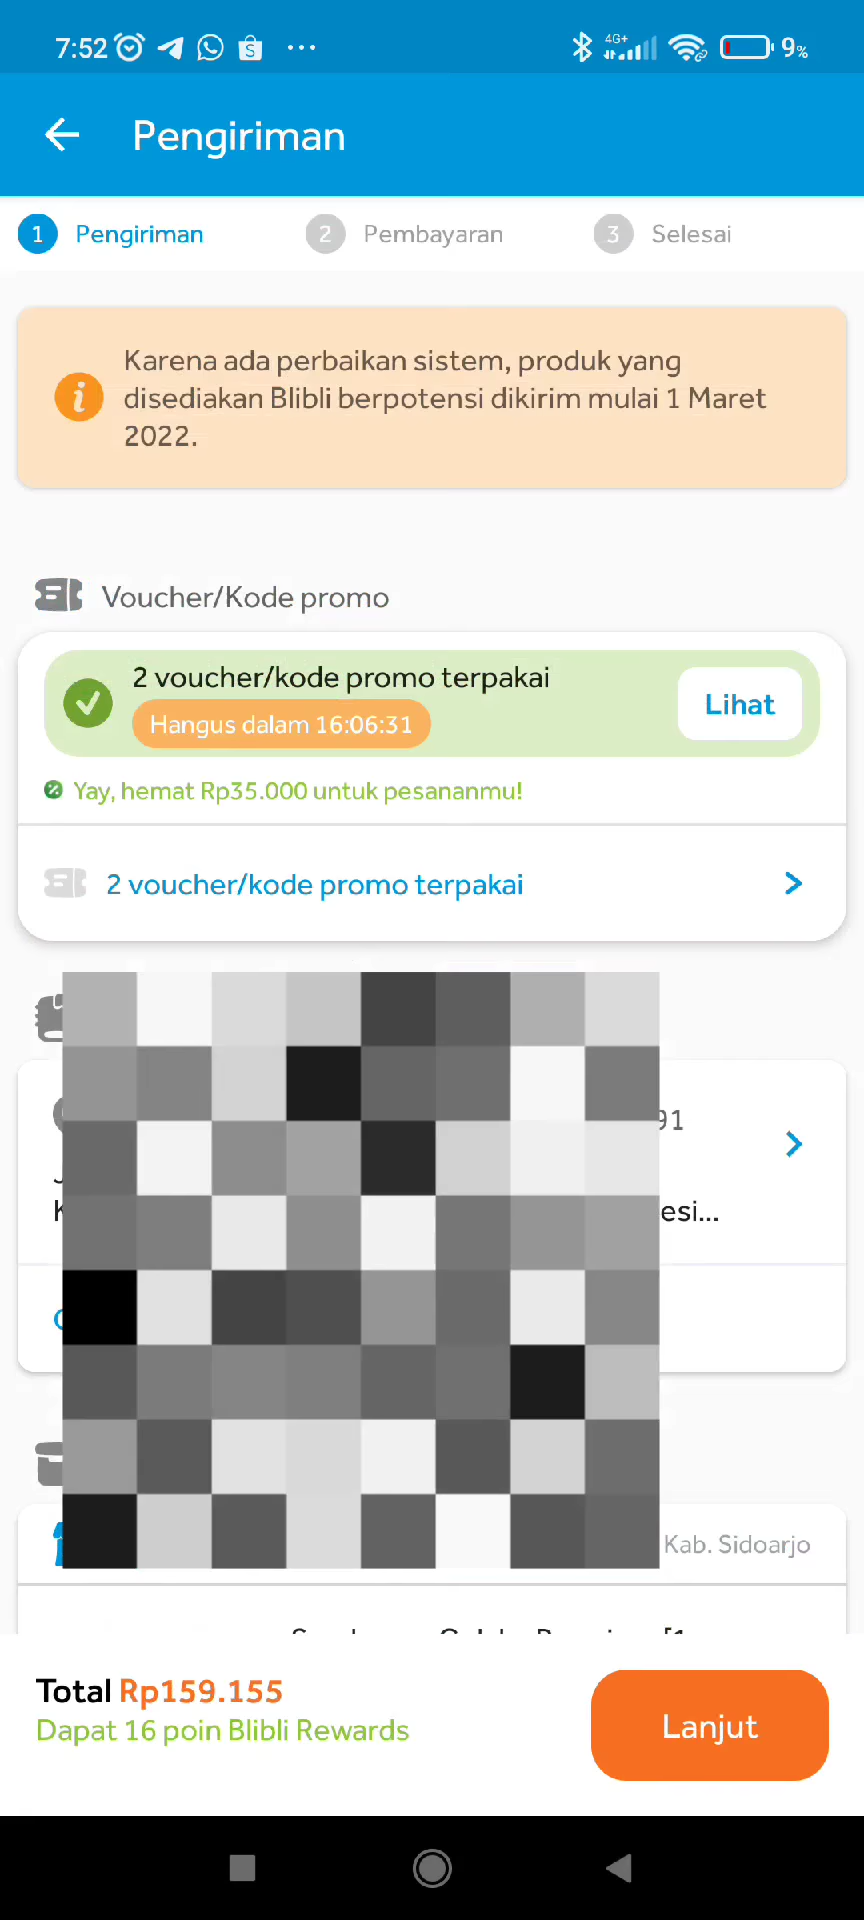 7:52 4G+ 9%
Pengiriman
1 Pengiriman 2 Pembayaran 3 Selesai
Karena ada perbaikan sistem, produk yang
disediakan Blibli berpotensi dikirim mulai 1 Maret
2022.
Voucher/Kode promo
2 voucher/kode promo terpakai
Hangus dalam 16:06:31
Lihat
Yay, hemat Rp35.000 untuk pesananmu!
2 voucher/kode promo terpakai
91
esi...
Kab. Sidoarjo
Total Rp159.155
Dapat 16 poin Blibli Rewards
Lanjut